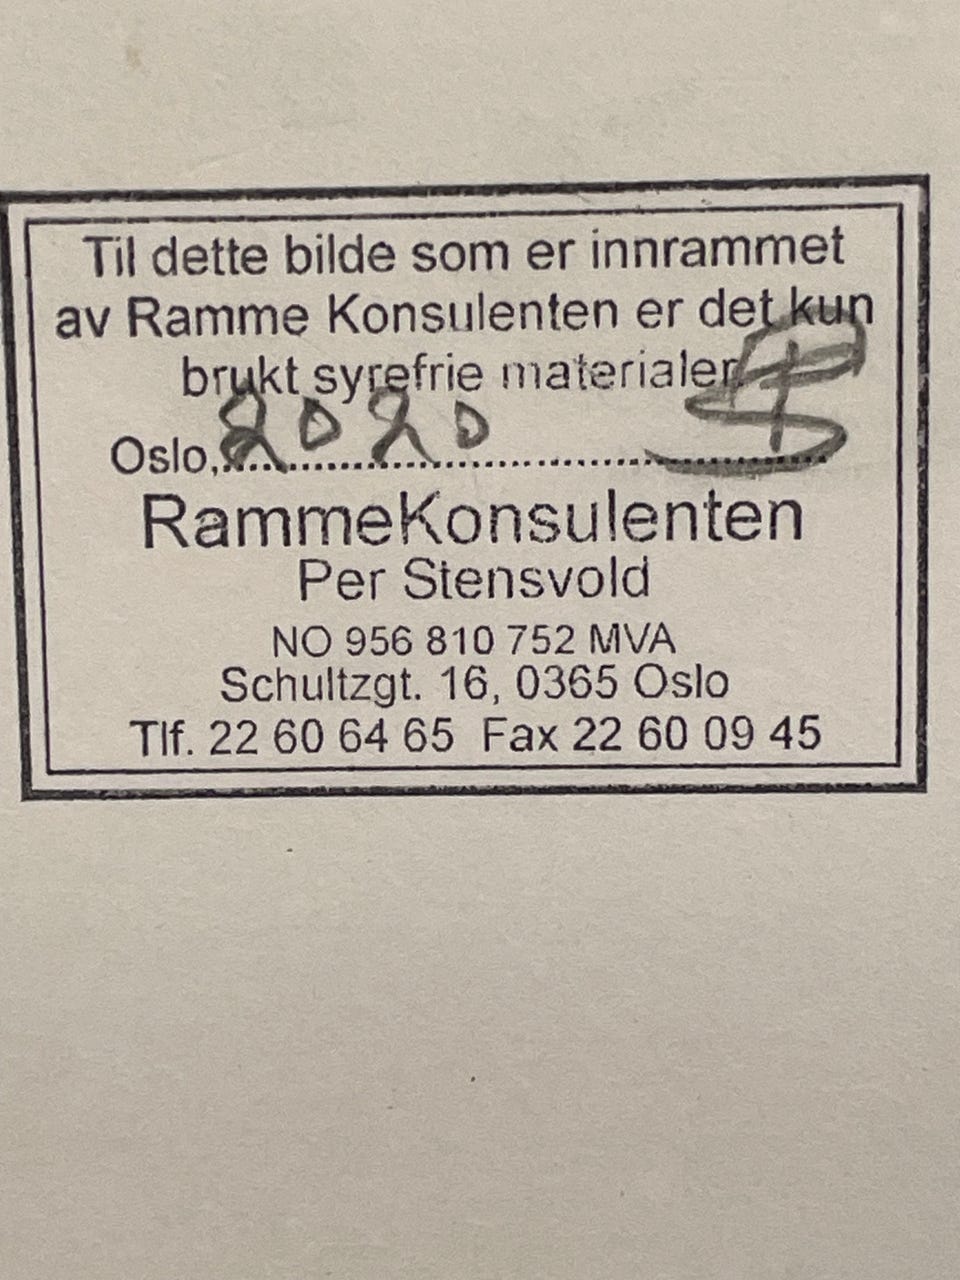 Til dette bilde som er innrammet
av Ramme Konsulenten er det kun
brukt syrefrie materialer.
Oslo, 2020
RammeKonsulenten
Per Stensvold
NO 956 810 752 MVA
Schultzgt. 16, 0365 Oslo
Tlf. 22 60 64 65 Fax 22 60 09 45